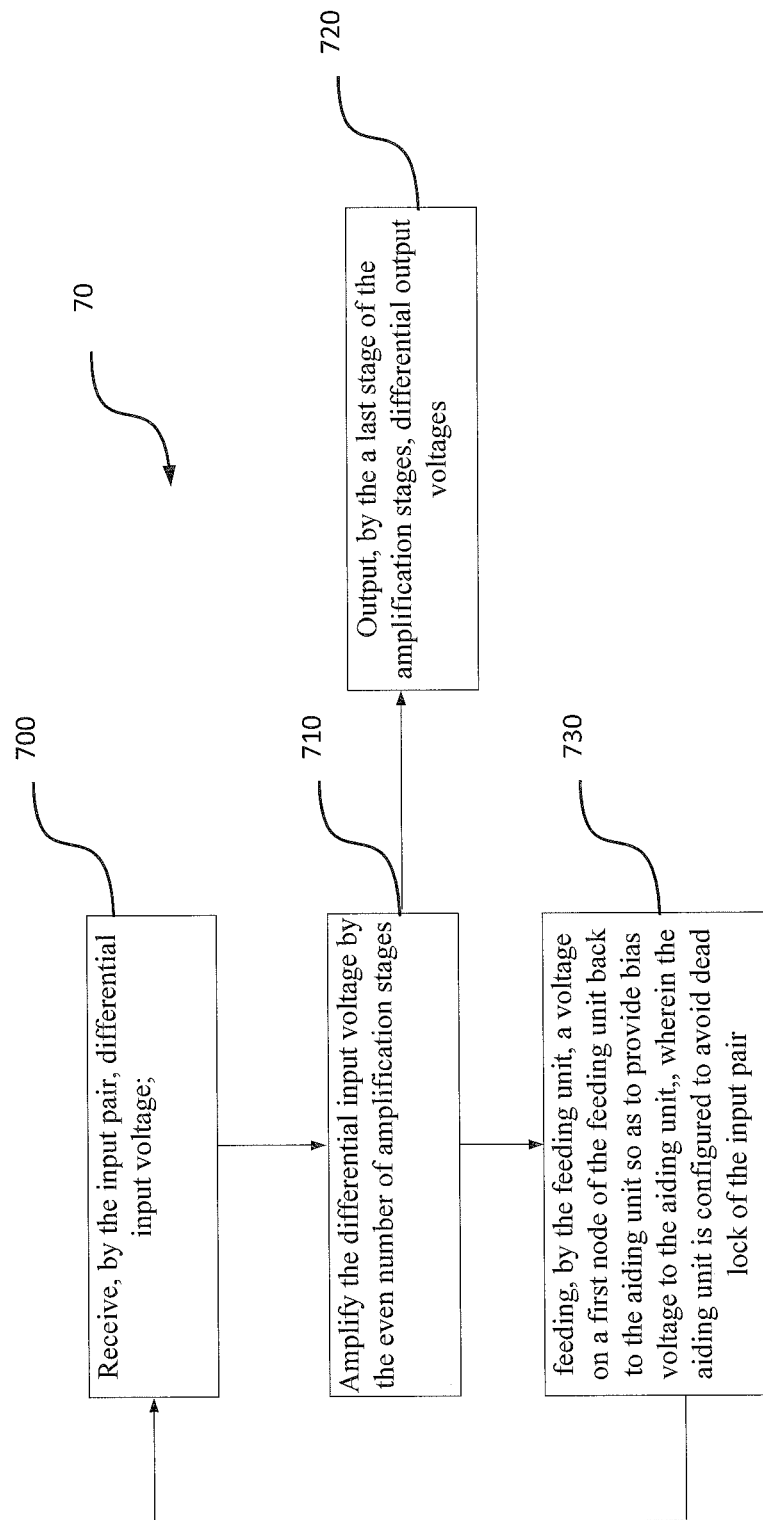 70
700
Receive, by the input pair, differential
input voltage;
710
Amplify the differential input voltage by
the even number of amplification stages
720
Output, by the a last stage of the
amplification stages, differential output
voltages
730
feeding, by the feeding unit, a voltage
on a first node of the feeding unit back
to the aiding unit so as to provide bias
voltage to the aiding unit,, wherein the
aiding unit is configured to avoid dead
lock of the input pair